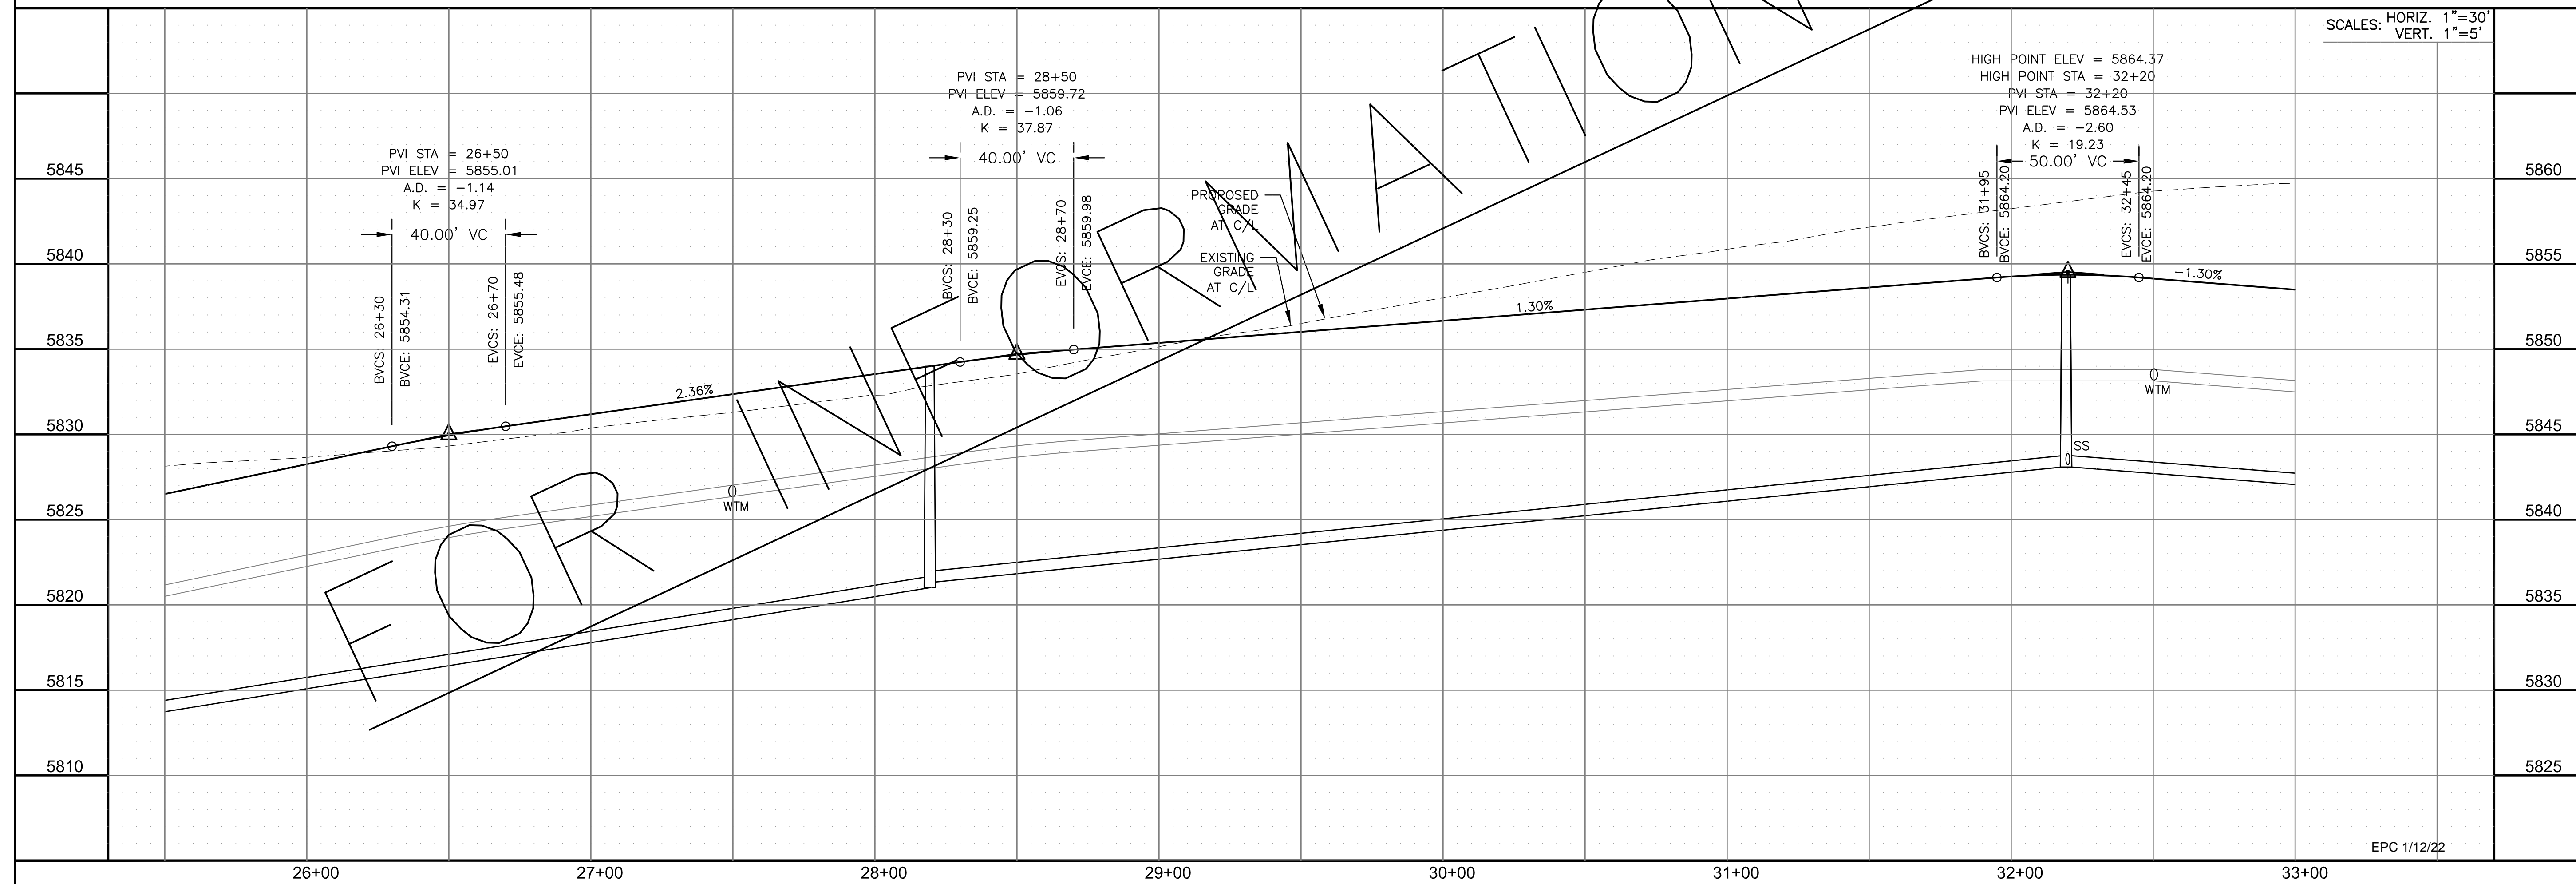 SCALES: HORIZ. 1"=30'
VERT. 1"=5'
HIGH POINT ELEV = 5864.37
HIGH POINT STA = 32+20
PVI STA = 32+20
PVI ELEV = 5864.53
A.D. = -2.60
K = 19.23
50.00' VC
BVCS: 31+95
BVCE: 5864.20
EVCS: 32+45
EVCE: 5864.20
PVI STA = 28+50
PVI ELEV = 5859.72
A.D. = -1.06
K = 37.87
40.00' VC
BVCS: 28+30
BVCE: 5859.25
EVCS: 28+70
EVCE: 5859.98
PVI STA = 26+50
PVI ELEV = 5855.01
A.D. = -1.14
K = 34.97
40.00' VC
BVCS: 26+30
BVCE: 5854.31
EVCS: 26+70
EVCE: 5855.48
PROPOSED
GRADE
AT C/L
EXISTING
GRADE
AT C/L
2.36%
1.30%
-1.30%
WTM
WTM
SS
FOR INFORMATION
5845
5840
5835
5830
5825
5820
5815
5810
5860
5855
5850
5845
5840
5835
5830
5825
EPC 1/12/22
26+00
27+00
28+00
29+00
30+00
31+00
32+00
33+00